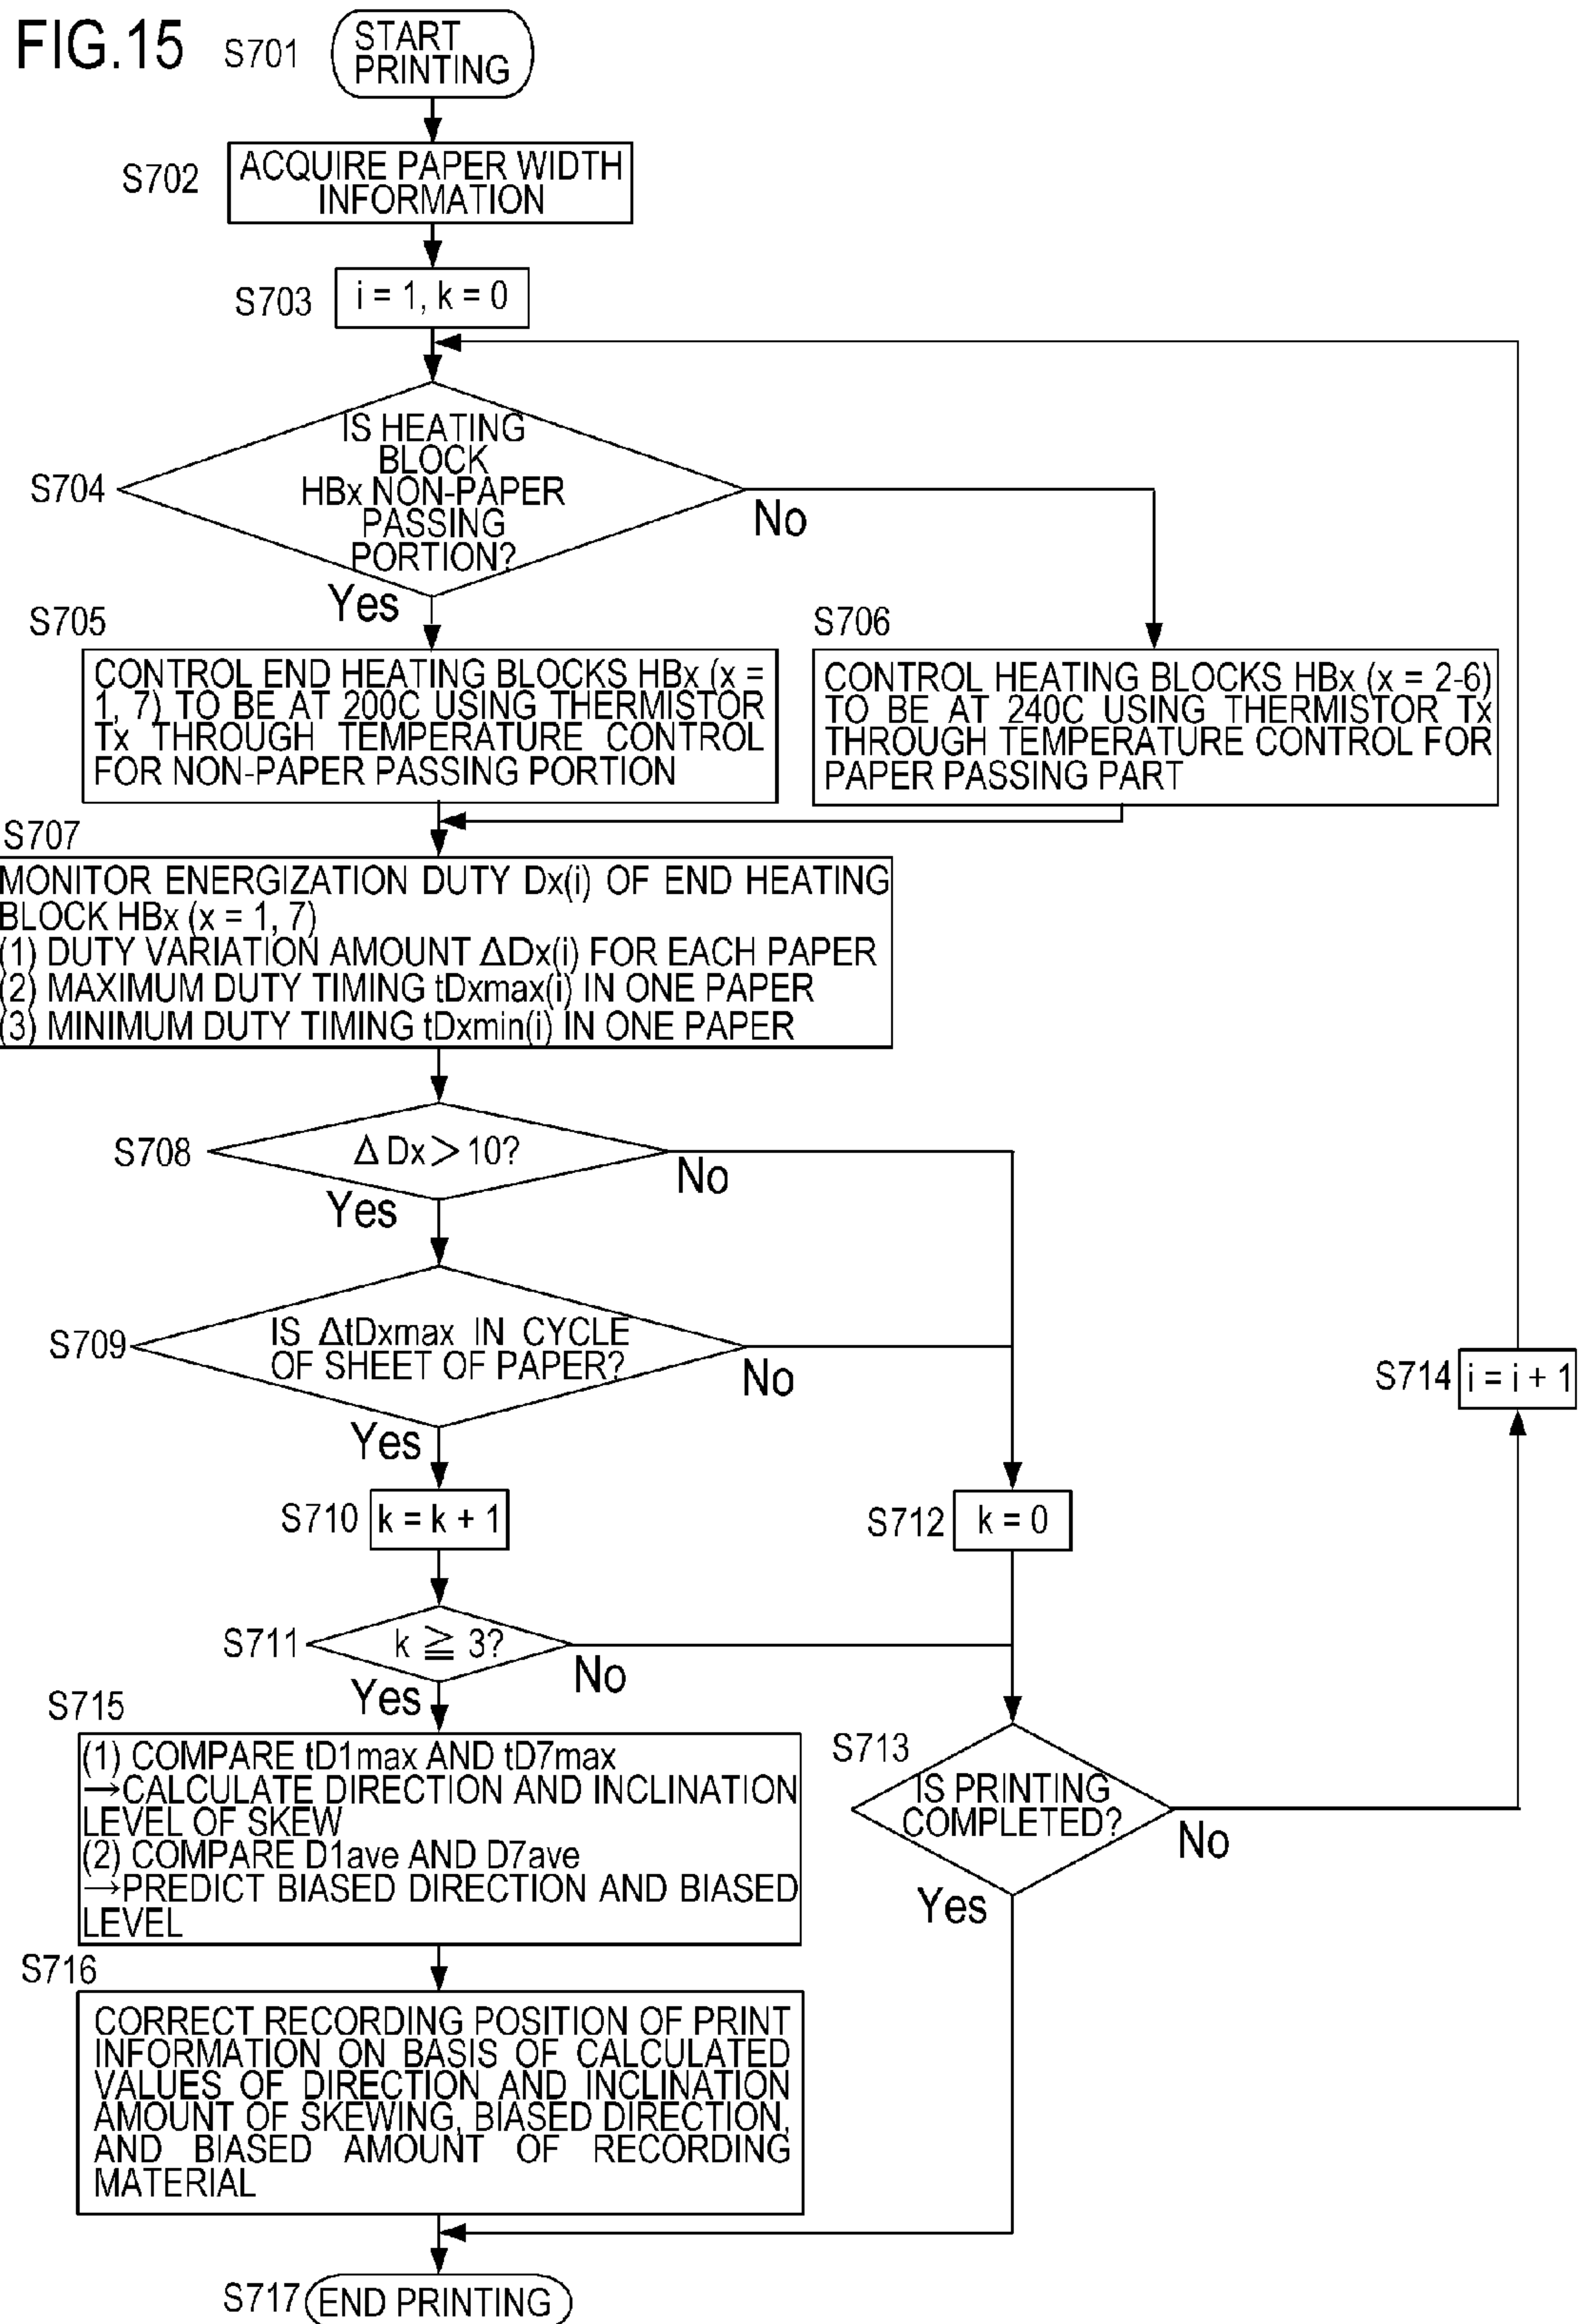 FIG.15
S701
START
PRINTING
S702
ACQUIRE PAPER WIDTH
INFORMATION
S703
i = 1, k = 0
S704
IS HEATING
BLOCK
HBx NON-PAPER
PASSING
PORTION?
No
Yes
S705
CONTROL END HEATING BLOCKS HBx (x =
1, 7) TO BE AT 200C USING THERMISTOR
Tx THROUGH TEMPERATURE CONTROL
FOR NON-PAPER PASSING PORTION
S706
CONTROL HEATING BLOCKS HBx (x = 2-6)
TO BE AT 240C USING THERMISTOR Tx
THROUGH TEMPERATURE CONTROL FOR
PAPER PASSING PART
S707
MONITOR ENERGIZATION DUTY Dx(i) OF END HEATING
BLOCK HBx (x = 1, 7)
(1) DUTY VARIATION AMOUNT ΔDx(i) FOR EACH PAPER
(2) MAXIMUM DUTY TIMING tDxmax(i) IN ONE PAPER
(3) MINIMUM DUTY TIMING tDxmin(i) IN ONE PAPER
S708
Δ Dx > 10?
No
Yes
S709
IS ΔtDxmax IN CYCLE
OF SHEET OF PAPER?
No
Yes
S714
i = i + 1
S710
k = k + 1
S712
k = 0
S711
k ≧ 3?
No
Yes
S715
(1) COMPARE tD1max AND tD7max
→CALCULATE DIRECTION AND INCLINATION
LEVEL OF SKEW
(2) COMPARE D1ave AND D7ave
→PREDICT BIASED DIRECTION AND BIASED
LEVEL
S713
IS PRINTING
COMPLETED?
No
Yes
S716
CORRECT RECORDING POSITION OF PRINT
INFORMATION ON BASIS OF CALCULATED
VALUES OF DIRECTION AND INCLINATION
AMOUNT OF SKEWING, BIASED DIRECTION,
AND BIASED AMOUNT OF RECORDING
MATERIAL
S717
END PRINTING